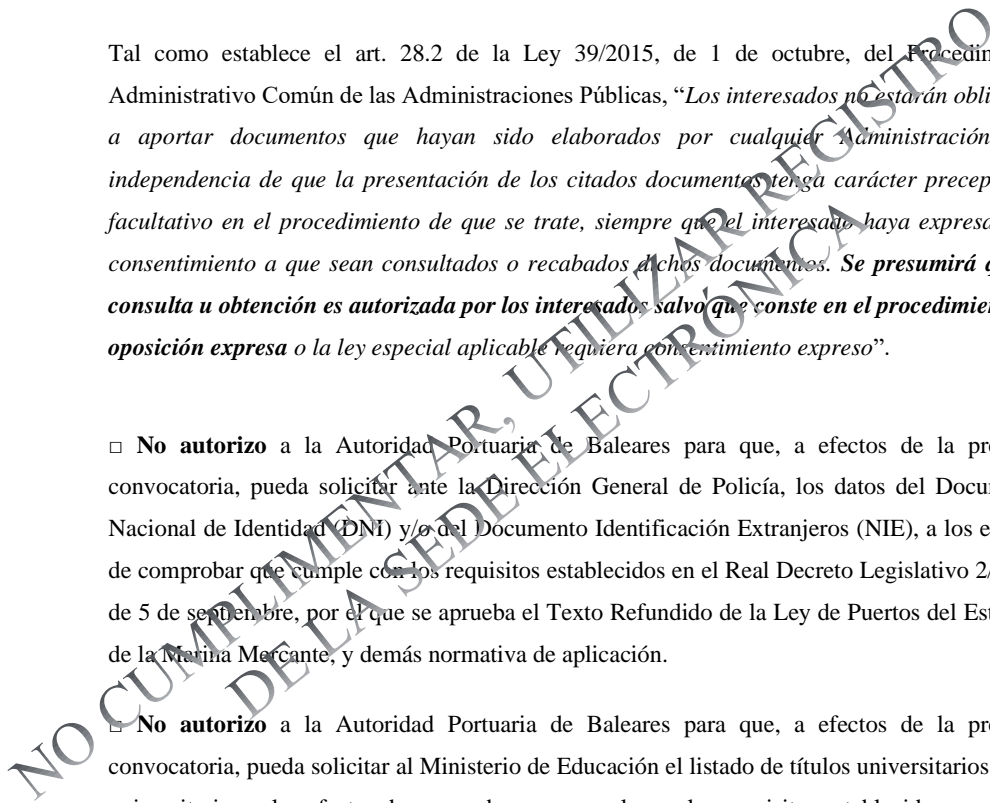 Tal como establece el art. 28.2 de la Ley 39/2015, de 1 de octubre, del Procedim
Administrativo Común de las Administraciones Públicas, “Los interesados no estarán obli
a aportar documentos que hayan sido elaborados por cualquier Administración
independencia de que la presentación de los citados documentos tenga carácter precep
facultativo en el procedimiento de que se trate, siempre que el interesado haya expresa
consentimiento a que sean consultados o recabados dichos documentos. Se presumirá q
consulta u obtención es autorizada por los interesados salvo que conste en el procedimien
oposición expresa o la ley especial aplicable requiera consentimiento expreso”.
□ No autorizo a la Autoridad Portuaria de Baleares para que, a efectos de la pre
convocatoria, pueda solicitar ante la Dirección General de Policía, los datos del Docu
Nacional de Identidad (DNI) y/o del Documento Identificación Extranjeros (NIE), a los e
de comprobar que cumple con los requisitos establecidos en el Real Decreto Legislativo 2/
de 5 de septiembre, por el que se aprueba el Texto Refundido de la Ley de Puertos del Est
de la Marina Mercante, y demás normativa de aplicación.
□ No autorizo a la Autoridad Portuaria de Baleares para que, a efectos de la pre
convocatoria, pueda solicitar al Ministerio de Educación el listado de títulos universitarios
NO CUMPLIMENTAR, UTILIZAR REGISTRO
DE LA SEDE ELECTRÓNICA